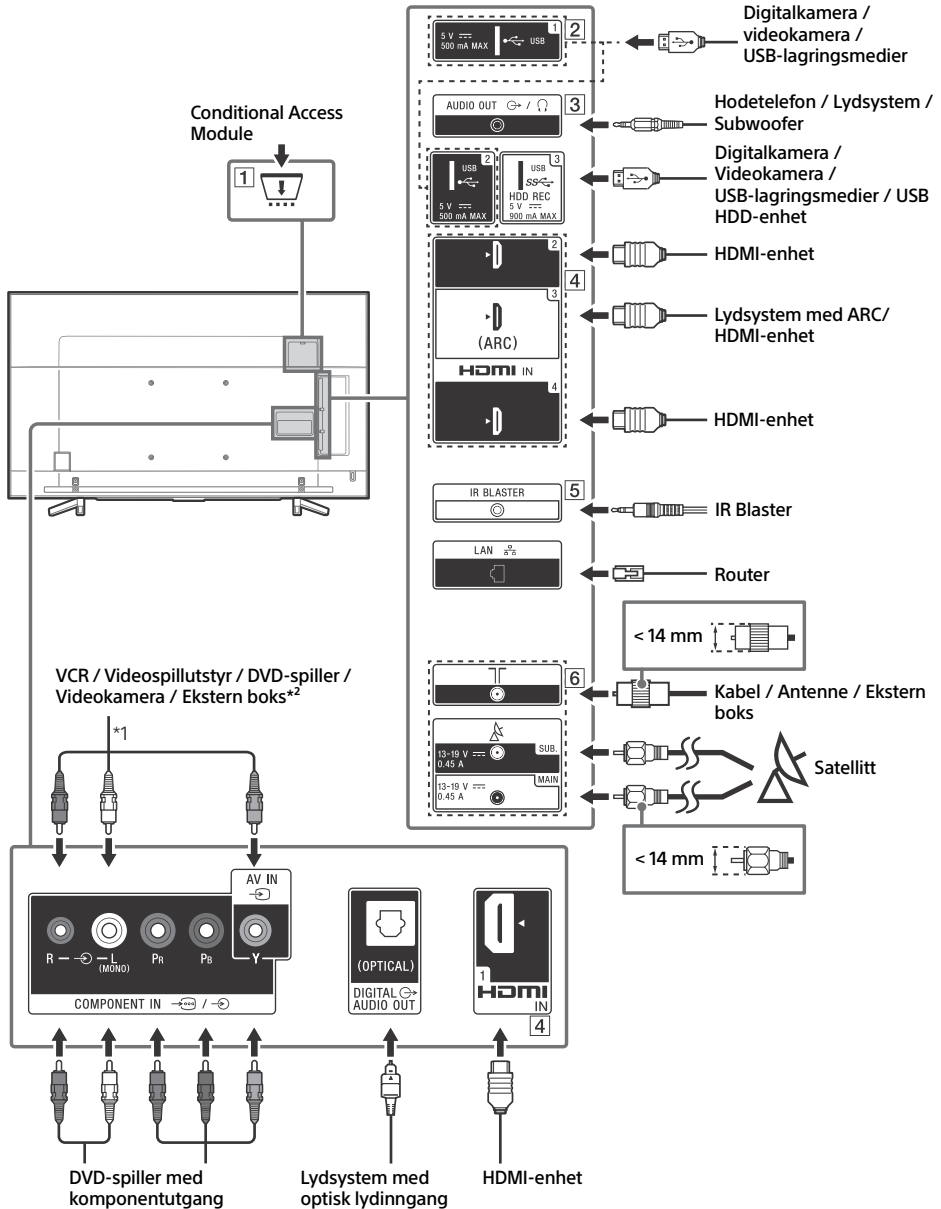 Digitalkamera /
videokamera /
USB-lagringsmedier
5 V
500 mA MAX
USB
1
2
Conditional Access
Module
1
AUDIO OUT
/
3
Hodetelefon / Lydsystem /
Subwoofer
2
USB
5 V
500 mA MAX
3
USB
SS
HDD REC
5 V
900 mA MAX
Digitalkamera /
Videokamera /
USB-lagringsmedier / USB
HDD-enhet
2
HDMI-enhet
4
3
(ARC)
HDMI IN
Lydsystem med ARC/
HDMI-enhet
4
HDMI-enhet
IR BLASTER
5
IR Blaster
LAN
Router
< 14 mm
6
Kabel / Antenne / Ekstern
boks
13-19 V
0.45 A
SUB.
13-19 V
0.45 A
MAIN
Satellitt
< 14 mm
VCR / Videospillutstyr / DVD-spiller /
Videokamera / Ekstern boks*2
*1
AV IN
R — — L
(MONO)
PR
PB
Y
COMPONENT IN /
(OPTICAL)
DIGITAL
AUDIO OUT
1
HDMI
IN
4
DVD-spiller med
komponentutgang
Lydsystem med
optisk lydinngang
HDMI-enhet